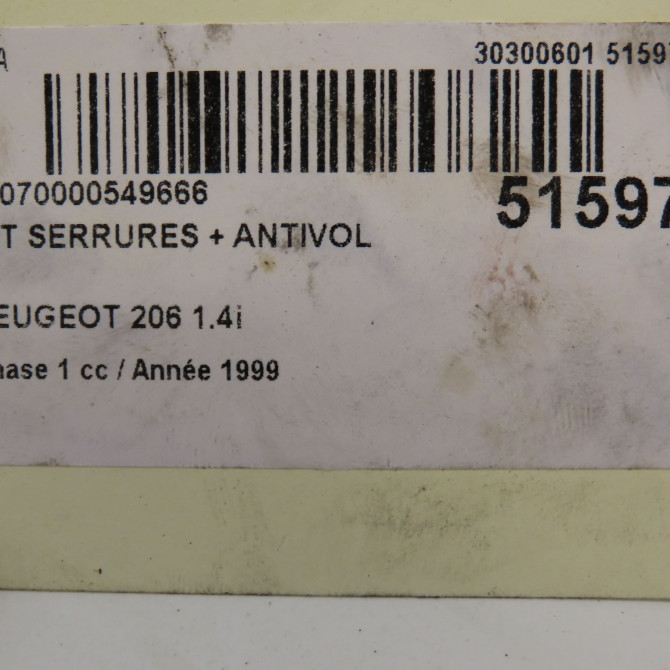 A
30300601 51597
070000549666
51597
T SERRURES + ANTIVOL
EUGEOT 206 1.4i
hase 1 cc / Année 1999